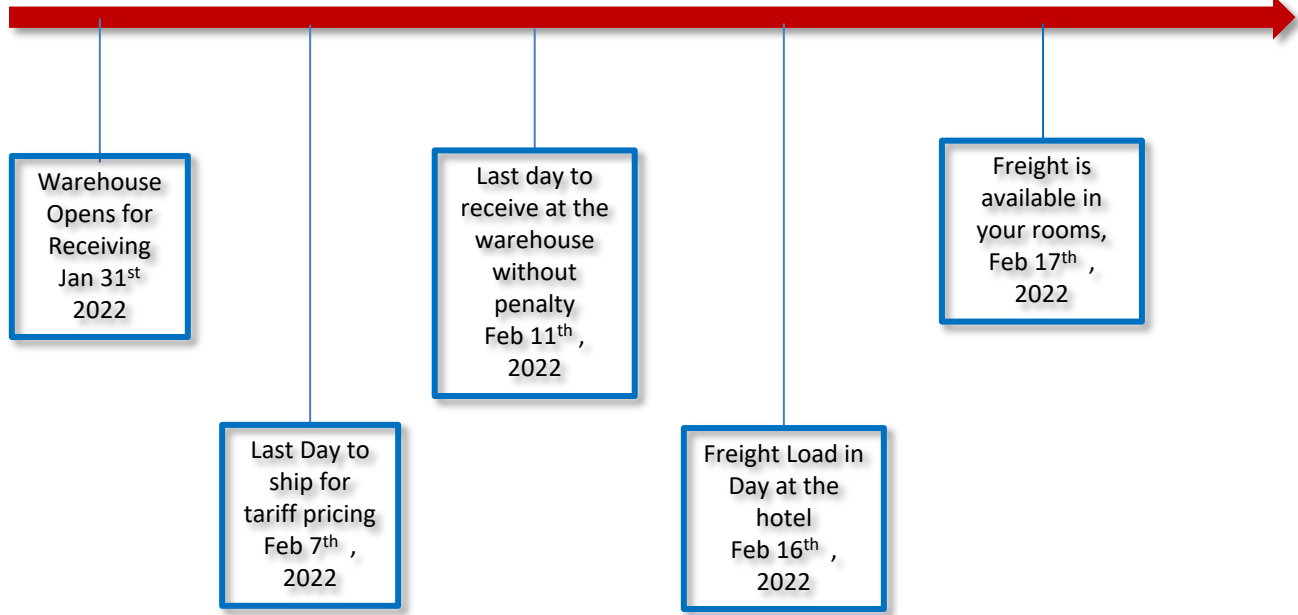 Warehouse
Opens for
Receiving
Jan 31st
2022
Last Day to
ship for
tariff pricing
Feb 7th ,
2022
Last day to
receive at the
warehouse
without
penalty
Feb 11th ,
2022
Freight Load in
Day at the
hotel
Feb 16th ,
2022
Freight is
available in
your rooms,
Feb 17th ,
2022